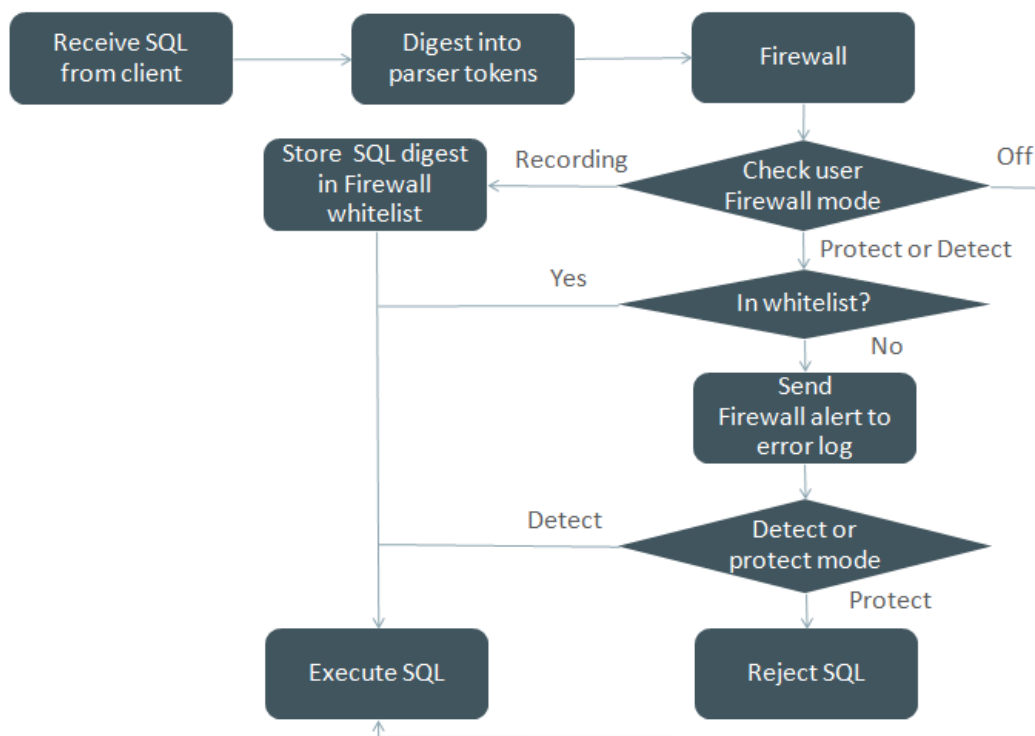 Receive SQL
from client
Digest into
parser tokens
Firewall
Store  SQL digest
in Firewall
whitelist
Recording
Check user
Firewall mode
Off
Protect or Detect
Yes
In whitelist?
No
Send
Firewall alert to
error log
Detect
Detect or
protect mode
Protect
Execute SQL
Reject SQL